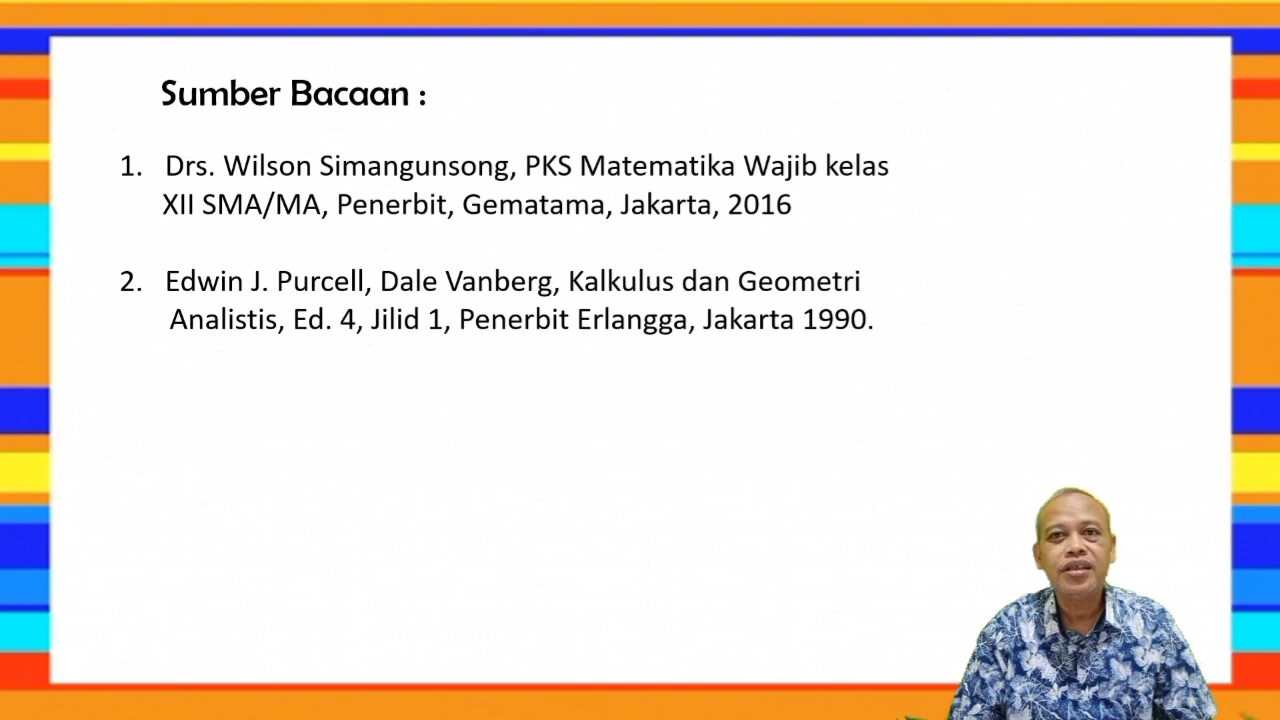 Sumber Bacaan :
1. Drs. Wilson Simangunsong, PKS Matematika Wajib kelas
XII SMA/MA, Penerbit, Gematama, Jakarta, 2016
2. Edwin J. Purcell, Dale Vanberg, Kalkulus dan Geometri
Analistis, Ed. 4, Jilid 1, Penerbit Erlangga, Jakarta 1990.